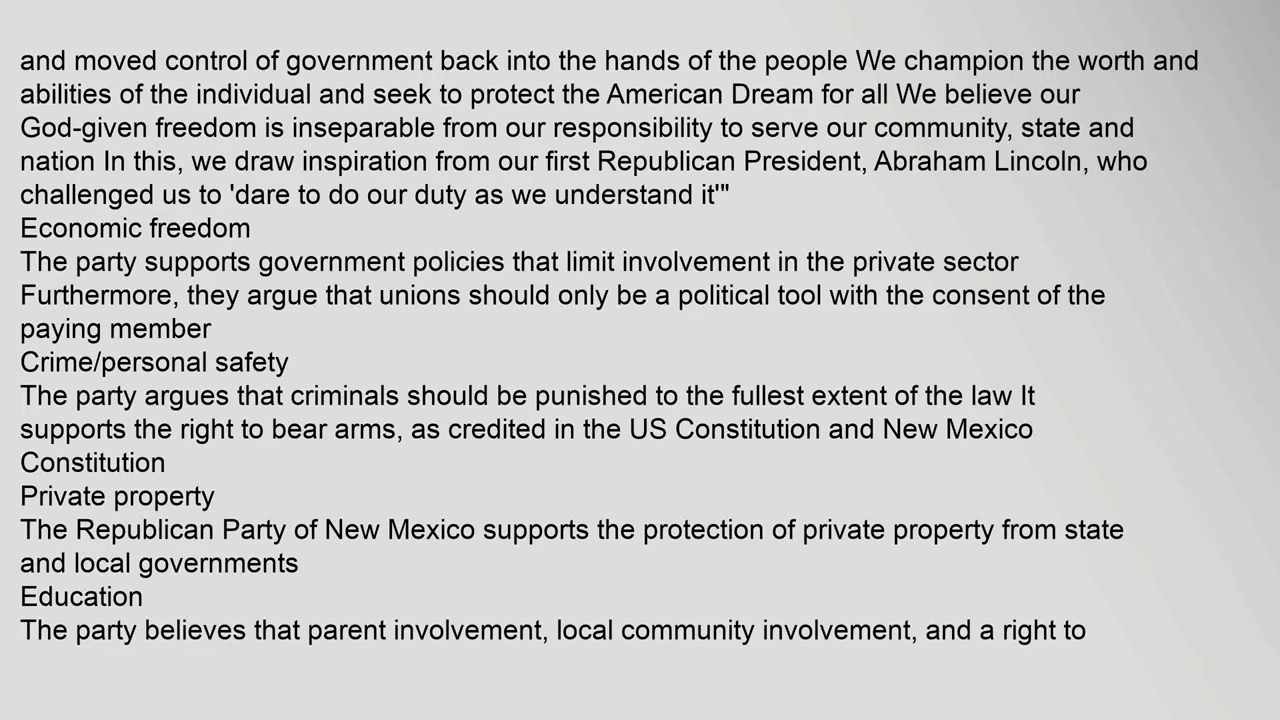 and moved control of government back into the hands of the people We champion the worth and
abilities of the individual and seek to protect the American Dream for all We believe our
God-given freedom is inseparable from our responsibility to serve our community, state and
nation In this, we draw inspiration from our first Republican President, Abraham Lincoln, who
challenged us to 'dare to do our duty as we understand it'"
Economic freedom
The party supports government policies that limit involvement in the private sector
Furthermore, they argue that unions should only be a political tool with the consent of the
paying member
Crime/personal safety
The party argues that criminals should be punished to the fullest extent of the law It
supports the right to bear arms, as credited in the US Constitution and New Mexico
Constitution
Private property
The Republican Party of New Mexico supports the protection of private property from state
and local governments
Education
The party believes that parent involvement, local community involvement, and a right to